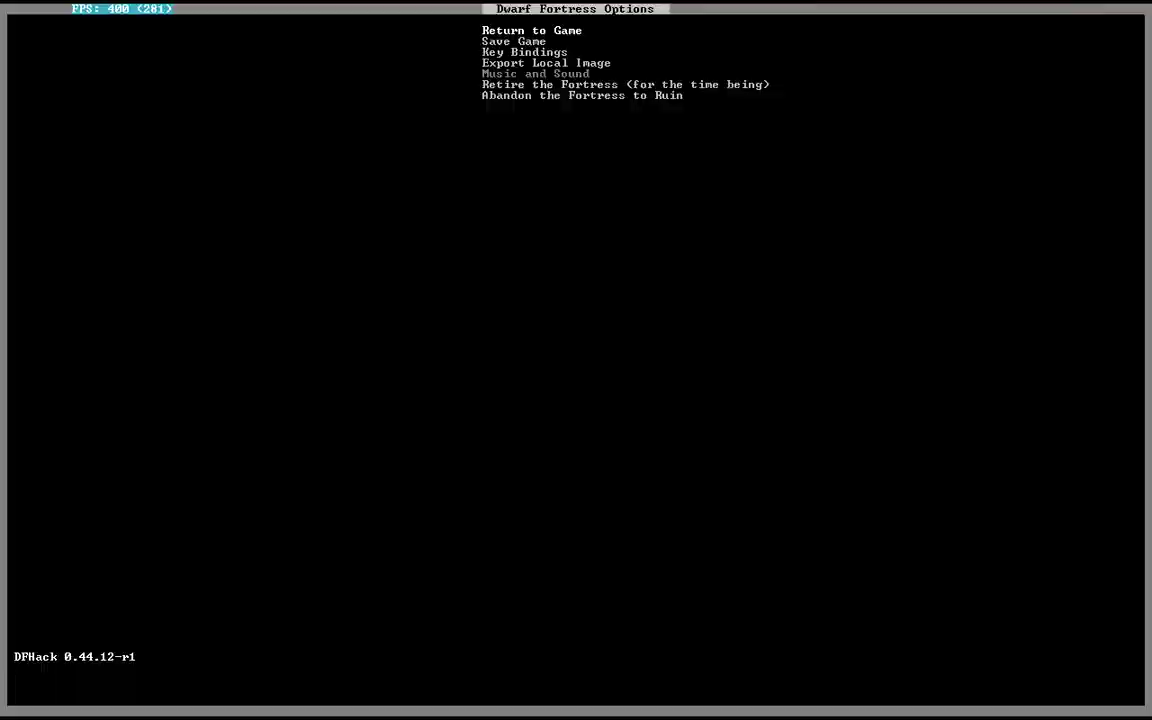 FPS: 400 (281)
Dwarf Fortress Options
Return to Game
Save Game
Key Bindings
Export Local Image
Music and Sound
Retire the Fortress (for the time being)
Abandon the Fortress to Ruin
DFHack 0.44.12-r1